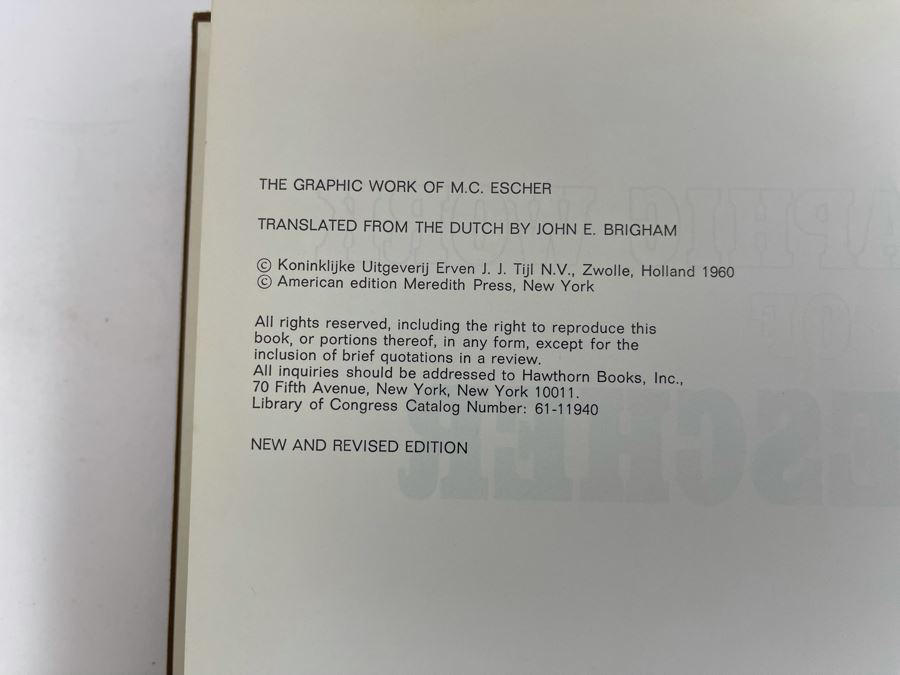 THE GRAPHIC WORK OF M.C. ESCHER
TRANSLATED FROM THE DUTCH BY JOHN E. BRIGHAM
© Koninklijke Uitgeverij Erven J. J. Tijl N.V., Zwolle, Holland 1960
© American edition Meredith Press, New York
All rights reserved, including the right to reproduce this
book, or portions thereof, in any form, except for the
inclusion of brief quotations in a review.
All inquiries should be addressed to Hawthorn Books, Inc.,
70 Fifth Avenue, New York, New York 10011.
Library of Congress Catalog Number: 61-11940
NEW AND REVISED EDITION